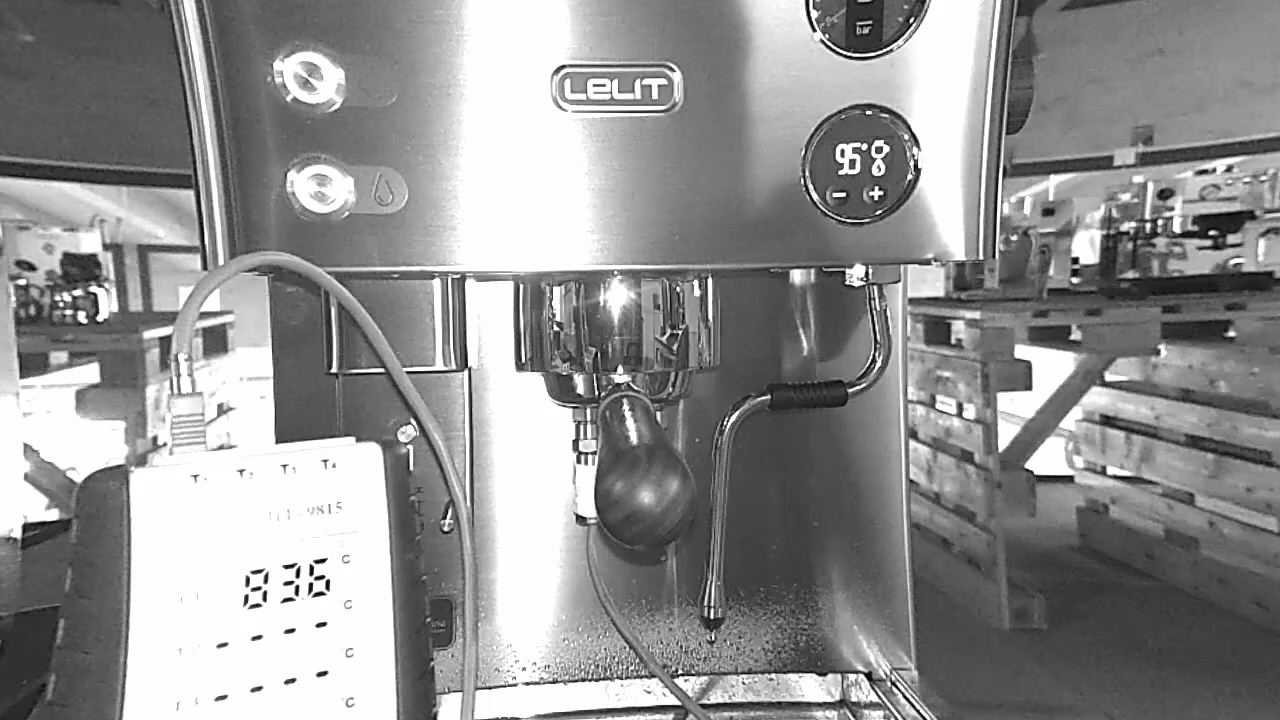 bar
LELIT
95°
- +
T1 T2 T3 T4
-9815
83.6 C
- - - - C
- - - - C
C